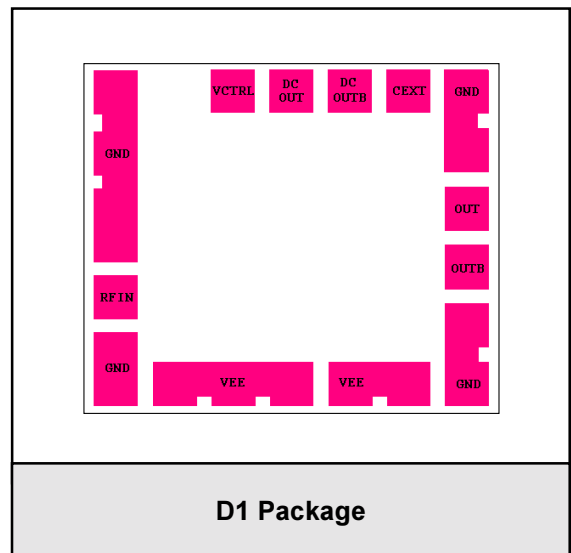 VCTRL
DC
OUT
DC
OUTB
CEXT
GND
GND
OUT
OUTB
RFIN
GND
VEE
VEE
GND
D1 Package